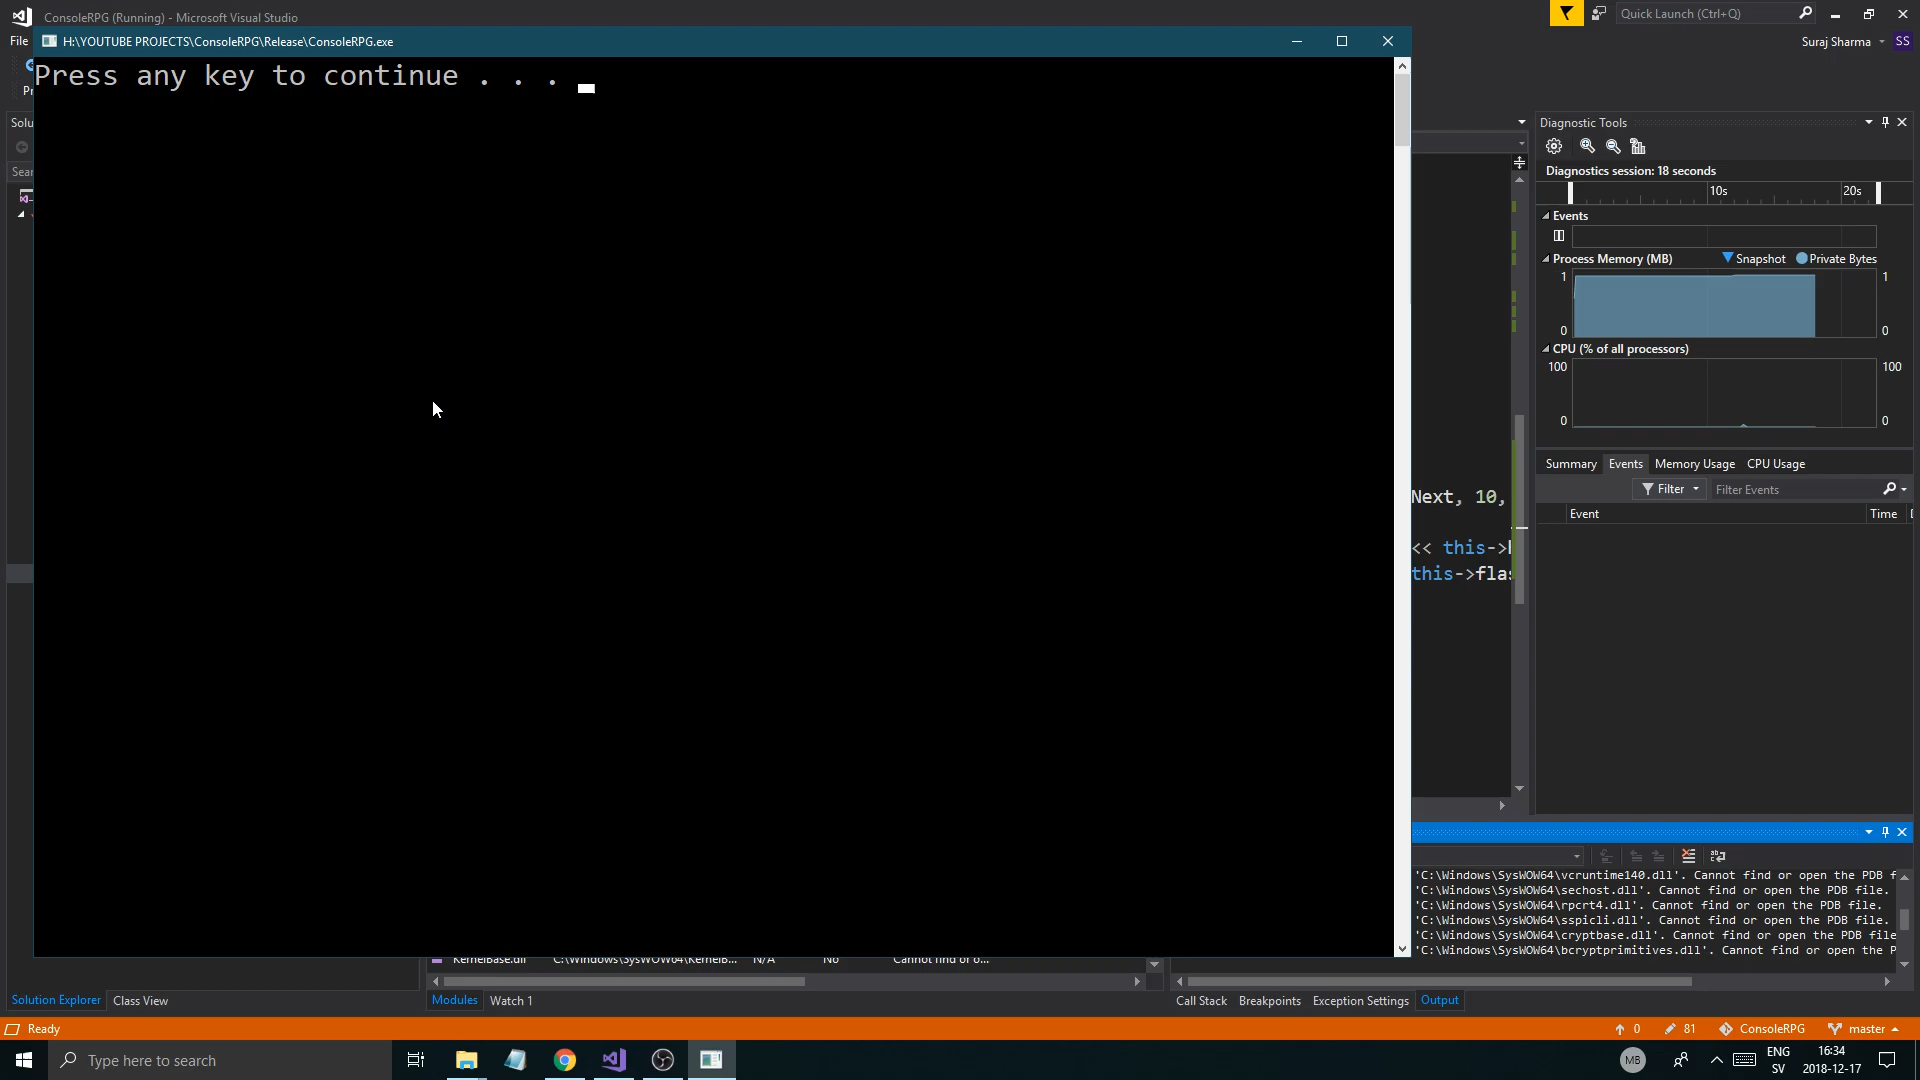 ConsoleRPG (Running) - Microsoft Visual Studio
Quick Launch (Ctrl+Q)
File
H:\YOUTUBE PROJECTS\ConsoleRPG\Release\ConsoleRPG.exe
Suraj Sharma
SS
Press any key to continue . . .
Diagnostic Tools
Diagnostics session: 18 seconds
10s
20s
Events
Process Memory (MB)
Snapshot
Private Bytes
1
1
0
0
CPU (% of all processors)
100
100
0
0
Summary
Events
Memory Usage
CPU Usage
Filter
Filter Events
Event
Time
Next, 10,
<< this->
this->flas
'C:\Windows\SysWOW64\vcruntime140.dll'. Cannot find or open the PDB f
'C:\Windows\SysWOW64\sechost.dll'. Cannot find or open the PDB file.
'C:\Windows\SysWOW64\rpcrt4.dll'. Cannot find or open the PDB file.
'C:\Windows\SysWOW64\sspicli.dll'. Cannot find or open the PDB file.
'C:\Windows\SysWOW64\cryptbase.dll'. Cannot find or open the PDB file
'C:\Windows\SysWOW64\bcryptprimitives.dll'. Cannot find or open the P
KernelBase.dll C:\Windows\SysWOW64\KernelB... N/A No Cannot find or o...
Solution Explorer
Class View
Modules
Watch 1
Call Stack
Breakpoints
Exception Settings
Output
Ready
0
81
ConsoleRPG
master
Type here to search
MB
ENG
SV
16:34
2018-12-17